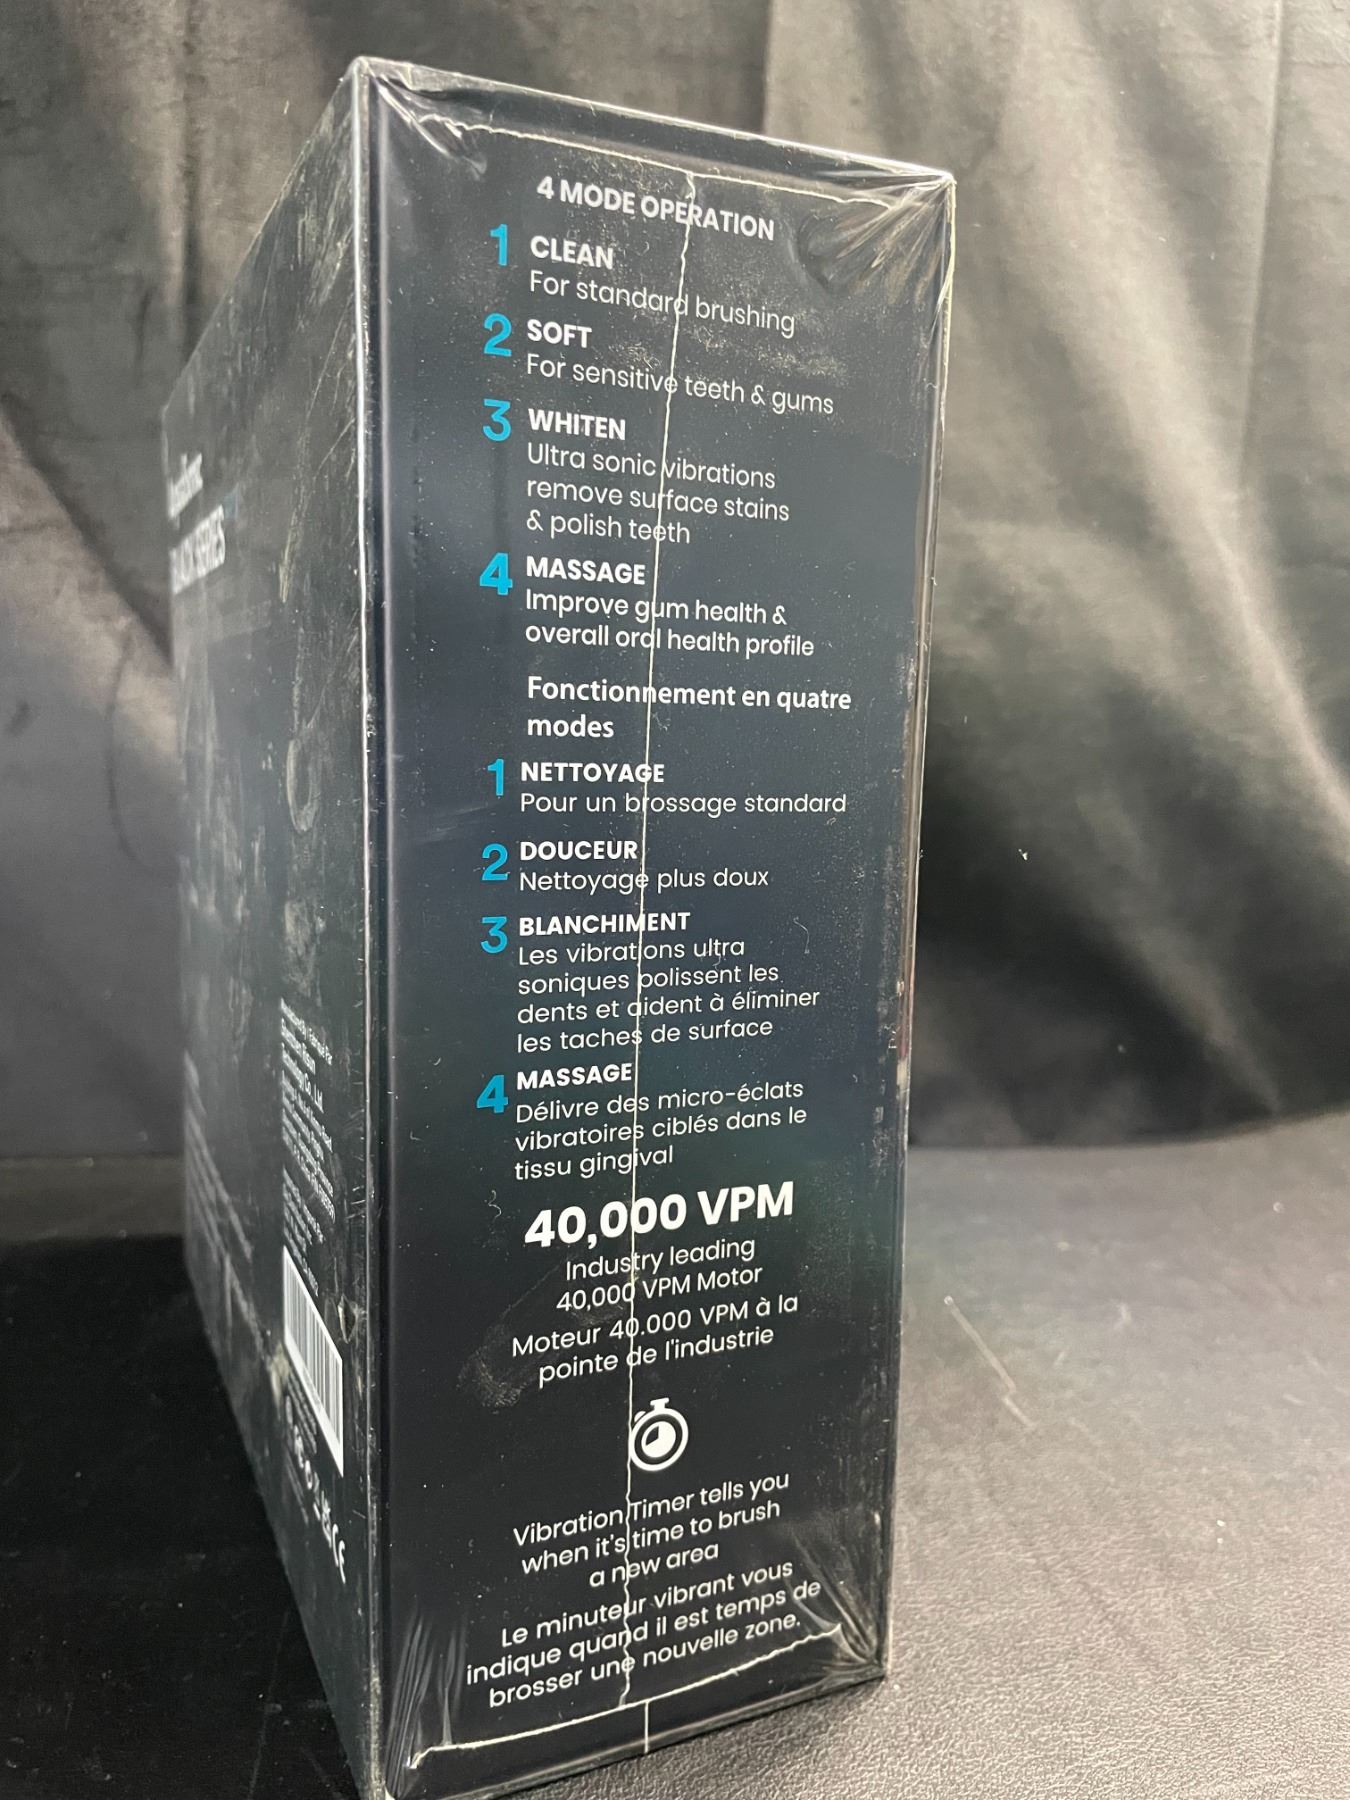 4 MODE OPERATION
1 CLEAN
For standard brushing
2 SOFT
For sensitive teeth & gums
3 WHITEN
Ultra sonic vibrations
remove surface stains
& polish teeth
4 MASSAGE
Improve gum health &
overall oral health profile
Fonctionnement en quatre
modes
1 NETTOYAGE
Pour un brossage standard
2 DOUCEUR
Nettoyage plus doux
3 BLANCHIMENT
Les vibrations ultra
soniques polissent les
dents et aident à éliminer
les taches de surface
4 MASSAGE
Délivre des micro-éclats
vibratoires ciblés dans le
tissu gingival
40,000 VPM
Industry leading
40,000 VPM Motor
Moteur 40.000 VPM à la
pointe de l'industrie
Vibration Timer tells you
when it's time to brush
a new area
Le minuteur vibrant vous
indique quand il est temps de
brosser une nouvelle zone.
BLACK SERIES